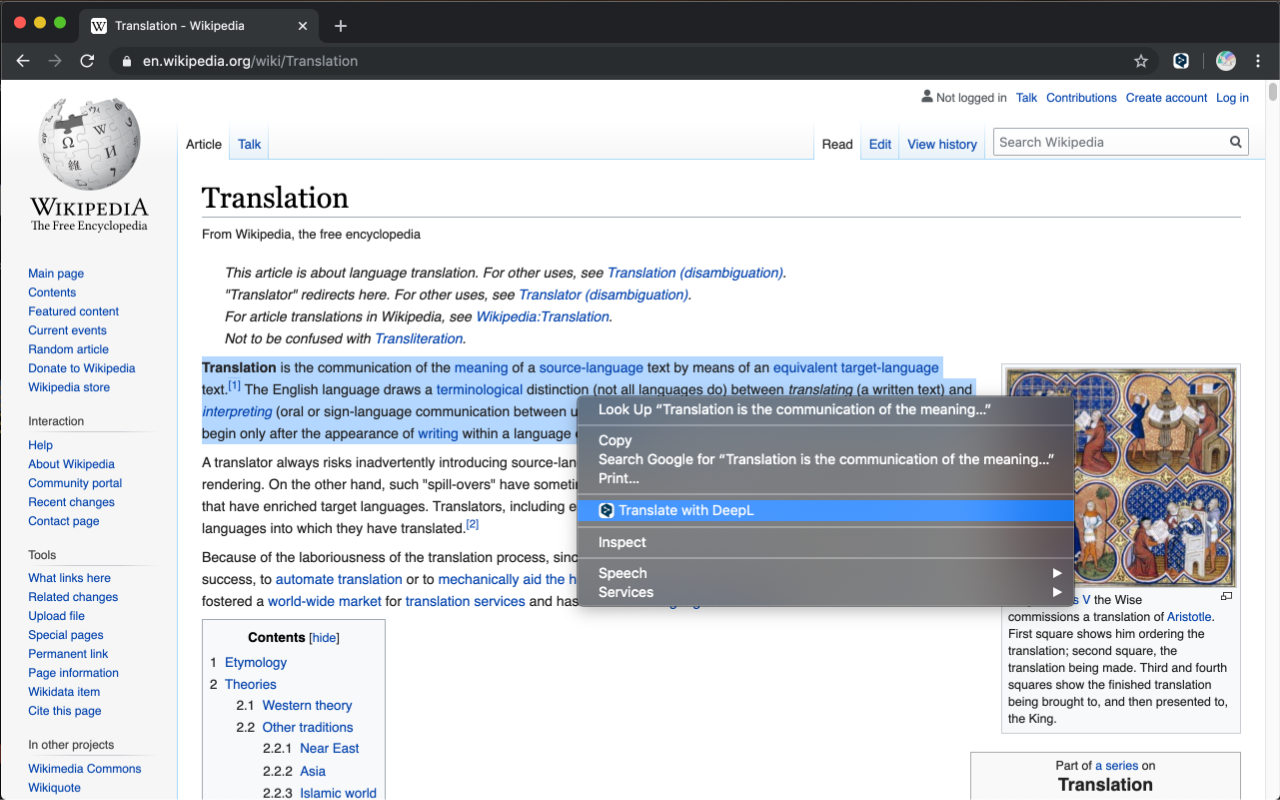 Translation - Wikipedia
en.wikipedia.org/wiki/Translation
Not logged in Talk Contributions Create account Log in
Article Talk Read Edit View history Search Wikipedia
WIKIPEDIA
The Free Encyclopedia
Main page
Contents
Featured content
Current events
Random article
Donate to Wikipedia
Wikipedia store
Interaction
Help
About Wikipedia
Community portal
Recent changes
Contact page
Tools
What links here
Related changes
Upload file
Special pages
Permanent link
Page information
Wikidata item
Cite this page
In other projects
Wikimedia Commons
Wikiquote
Translation
From Wikipedia, the free encyclopedia
This article is about language translation. For other uses, see Translation (disambiguation).
"Translator" redirects here. For other uses, see Translator (disambiguation).
For article translations in Wikipedia, see Wikipedia:Translation.
Not to be confused with Transliteration.
Translation is the communication of the meaning of a source-language text by means of an equivalent target-language
text.[1] The English language draws a terminological distinction (not all languages do) between translating (a written text) and
interpreting (oral or sign-language communication between
begin only after the appearance of writing within a language
A translator always risks inadvertently introducing
rendering. On the other hand, such "spill-overs" have
that have enriched target languages. Translators, including
languages into which they have translated.[2]
Because of the laboriousness of the translation process,
success, to automate translation or to mechanically aid the
fostered a world-wide market for translation services and has
Look Up “Translation is the communication of the meaning...”
Copy
Search Google for “Translation is the communication of the meaning...”
Print...
Translate with DeepL
Inspect
Speech
Services
Contents [hide]
1 Etymology
2 Theories
2.1 Western theory
2.2 Other traditions
2.2.1 Near East
2.2.2 Asia
2.2.3 Islamic world
V the Wise
commissions a translation of Aristotle.
First square shows him ordering the
translation; second square, the
translation being made. Third and fourth
squares show the finished translation
being brought to, and then presented to,
the King.
Part of a series on
Translation